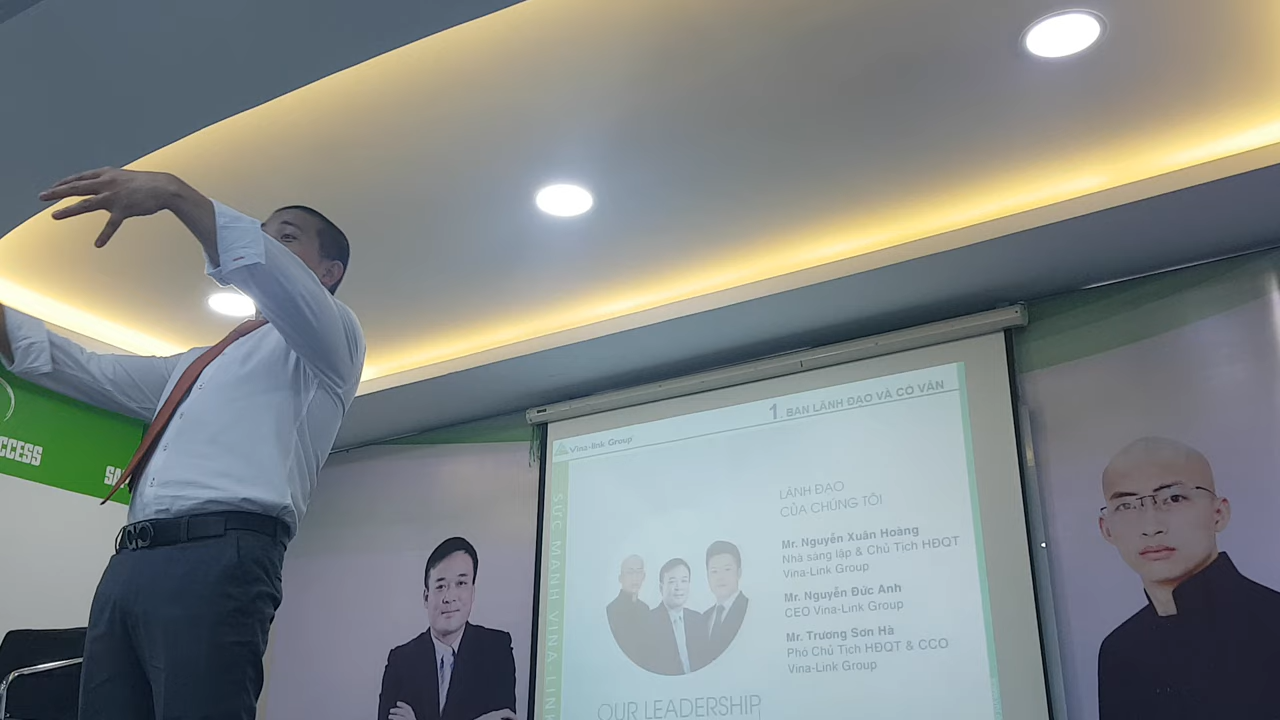 CCESS
Vina-link Group
1. BAN LÃNH ĐẠO VÀ CỐ VẤN
SỨC MẠNH VINA-LINK
LÃNH ĐẠO
CỦA CHÚNG TÔI
Mr. Nguyễn Xuân Hoàng
Nhà sáng lập & Chủ Tịch HĐQT
Vina-Link Group
Mr. Nguyễn Đức Anh
CEO Vina-Link Group
Mr. Trương Sơn Hà
Phó Chủ Tịch HĐQT & CCO
Vina-Link Group
OUR LEADERSHIP